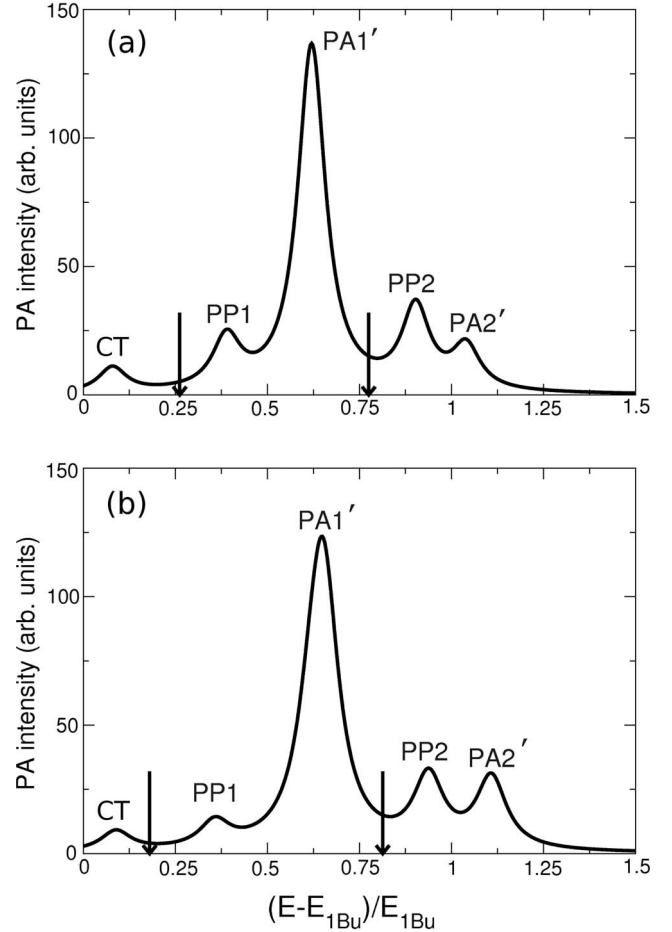 (a)
PA1′
PP1
PP2
PA2′
CT
PA intensity (arb. units)
150
100
50
0
0 0.25 0.5 0.75 1 1.25 1.5
(b)
PA1′
PP1
PP2
PA2′
CT
PA intensity (arb. units)
150
100
50
0
0 0.25 0.5 0.75 1 1.25 1.5
(E-E1Bu)/E1Bu